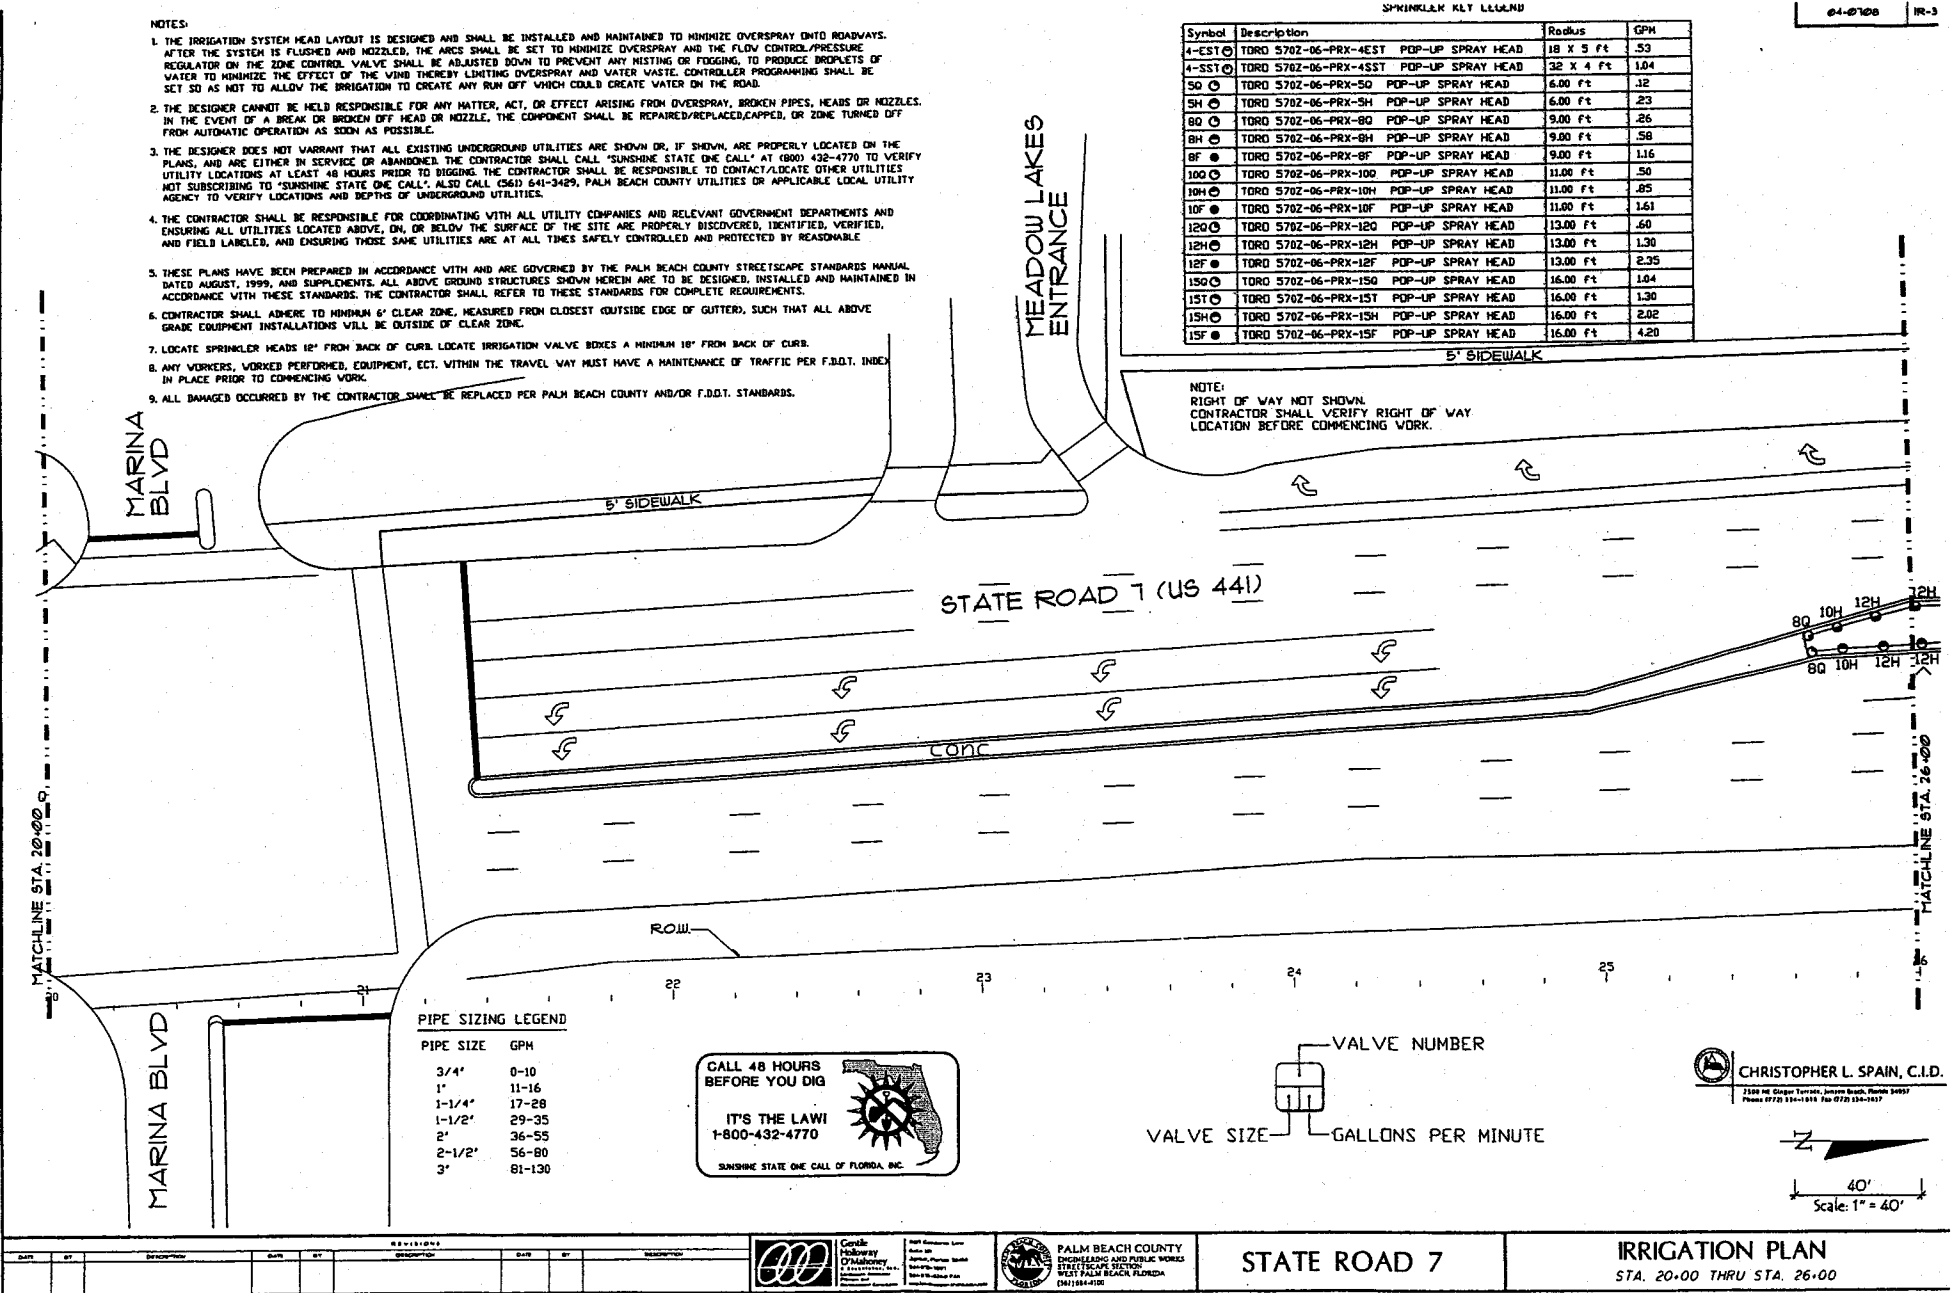 NOTES:
1. THE IRRIGATION SYSTEM HEAD LAYOUT IS DESIGNED AND SHALL BE INSTALLED AND MAINTAINED TO MINIMIZE OVERSPRAY ONTO ROADWAYS.
AFTER THE SYSTEM IS FLUSHED AND NOZZLED, THE ARCS SHALL BE SET TO MINIMIZE OVERSPRAY AND THE FLOW CONTROL/PRESSURE
REGULATOR ON THE ZONE CONTROL VALVE SHALL BE ADJUSTED DOWN TO PREVENT ANY MISTING OR FOGGING, TO PRODUCE DROPLETS OF
WATER TO MINIMIZE THE EFFECT OF THE WIND THEREBY LIMITING OVERSPRAY AND WATER WASTE. CONTROLLER PROGRAMMING SHALL BE
SET SO AS NOT TO ALLOW THE IRRIGATION TO CREATE ANY RUN OFF WHICH COULD CREATE WATER ON THE ROAD.
2. THE DESIGNER CANNOT BE HELD RESPONSIBLE FOR ANY MATTER, ACT, OR EFFECT ARISING FROM OVERSPRAY, BROKEN PIPES, HEADS OR NOZZLES.
IN THE EVENT OF A BREAK OR BROKEN OFF HEAD OR NOZZLE, THE COMPONENT SHALL BE REPAIRED/REPLACED,CAPPED, OR ZONE TURNED OFF
FROM AUTOMATIC OPERATION AS SOON AS POSSIBLE.
3. THE DESIGNER DOES NOT WARRANT THAT ALL EXISTING UNDERGROUND UTILITIES ARE SHOWN OR, IF SHOWN, ARE PROPERLY LOCATED ON THE
PLANS, AND ARE EITHER IN SERVICE OR ABANDONED. THE CONTRACTOR SHALL CALL "SUNSHINE STATE ONE CALL" AT (800) 432-4770 TO VERIFY
UTILITY LOCATIONS AT LEAST 48 HOURS PRIOR TO DIGGING. THE CONTRACTOR SHALL BE RESPONSIBLE TO CONTACT/LOCATE OTHER UTILITIES
NOT SUBSCRIBING TO "SUNSHINE STATE ONE CALL". ALSO CALL (561) 641-3429, PALM BEACH COUNTY UTILITIES OR APPLICABLE LOCAL UTILITY
AGENCY TO VERIFY LOCATIONS AND DEPTHS OF UNDERGROUND UTILITIES.
4. THE CONTRACTOR SHALL BE RESPONSIBLE FOR COORDINATING WITH ALL UTILITY COMPANIES AND RELEVANT GOVERNMENT DEPARTMENTS AND
ENSURING ALL UTILITIES LOCATED ABOVE, ON, OR BELOW THE SURFACE OF THE SITE ARE PROPERLY DISCOVERED, IDENTIFIED, VERIFIED,
AND FIELD LABELED, AND ENSURING THOSE SAME UTILITIES ARE AT ALL TIMES SAFELY CONTROLLED AND PROTECTED BY REASONABLE
5. THESE PLANS HAVE BEEN PREPARED IN ACCORDANCE WITH AND ARE GOVERNED BY THE PALM BEACH COUNTY STREETSCAPE STANDARDS MANUAL
DATED AUGUST, 1999, AND SUPPLEMENTS. ALL ABOVE GROUND STRUCTURES SHOWN HEREIN ARE TO BE DESIGNED, INSTALLED AND MAINTAINED IN
ACCORDANCE WITH THESE STANDARDS. THE CONTRACTOR SHALL REFER TO THESE STANDARDS FOR COMPLETE REQUIREMENTS.
6. CONTRACTOR SHALL ADHERE TO MINIMUM 6' CLEAR ZONE, MEASURED FROM CLOSEST (OUTSIDE EDGE OF GUTTER), SUCH THAT ALL ABOVE
GRADE EQUIPMENT INSTALLATIONS WILL BE OUTSIDE OF CLEAR ZONE.
7. LOCATE SPRINKLER HEADS 12" FROM BACK OF CURB. LOCATE IRRIGATION VALVE BOXES A MINIMUM 18" FROM BACK OF CURB.
8. ANY WORKERS, WORKED PERFORMED, EQUIPMENT, ECT. WITHIN THE TRAVEL WAY MUST HAVE A MAINTENANCE OF TRAFFIC PER F.D.O.T. INDEX
IN PLACE PRIOR TO COMMENCING WORK.
9. ALL DAMAGED OCCURRED BY THE CONTRACTOR SHALL BE REPLACED PER PALM BEACH COUNTY AND/OR F.D.O.T. STANDARDS.
SPRINKLER KEY LEGEND
Symbol Description Radius GPM
4-EST TORO 570Z-06-PRX-4EST POP-UP SPRAY HEAD 18 X 5 ft .53
4-SST TORO 570Z-06-PRX-4SST POP-UP SPRAY HEAD 32 X 4 ft 1.04
5Q TORO 570Z-06-PRX-5Q POP-UP SPRAY HEAD 6.00 ft .12
5H TORO 570Z-06-PRX-5H POP-UP SPRAY HEAD 6.00 ft .23
8Q TORO 570Z-06-PRX-8Q POP-UP SPRAY HEAD 9.00 ft .26
8H TORO 570Z-06-PRX-8H POP-UP SPRAY HEAD 9.00 ft .58
8F TORO 570Z-06-PRX-8F POP-UP SPRAY HEAD 9.00 ft 1.16
10Q TORO 570Z-06-PRX-10Q POP-UP SPRAY HEAD 11.00 ft .50
10H TORO 570Z-06-PRX-10H POP-UP SPRAY HEAD 11.00 ft .85
10F TORO 570Z-06-PRX-10F POP-UP SPRAY HEAD 11.00 ft 1.61
12Q TORO 570Z-06-PRX-12Q POP-UP SPRAY HEAD 13.00 ft .60
12H TORO 570Z-06-PRX-12H POP-UP SPRAY HEAD 13.00 ft 1.30
12F TORO 570Z-06-PRX-12F POP-UP SPRAY HEAD 13.00 ft 2.35
15Q TORO 570Z-06-PRX-15Q POP-UP SPRAY HEAD 16.00 ft 1.04
15T TORO 570Z-06-PRX-15T POP-UP SPRAY HEAD 16.00 ft 1.30
15H TORO 570Z-06-PRX-15H POP-UP SPRAY HEAD 16.00 ft 2.02
15F TORO 570Z-06-PRX-15F POP-UP SPRAY HEAD 16.00 ft 4.20
04-0708 IR-3
MEADOW LAKES
ENTRANCE
5' SIDEWALK
NOTE:
RIGHT OF WAY NOT SHOWN.
CONTRACTOR SHALL VERIFY RIGHT OF WAY
LOCATION BEFORE COMMENCING WORK.
MARINA
BLVD
5' SIDEWALK
STATE ROAD 7 (US 441)
8Q 10H 12H 12H
8Q 10H 12H 12H
conc
MATCHLINE STA. 20+00
MATCHLINE STA. 26+00
R.O.W.
20 21 22 23 24 25 26
MARINA BLVD
PIPE SIZING LEGEND
PIPE SIZE GPM
3/4" 0-10
1" 11-16
1-1/4" 17-28
1-1/2" 29-35
2" 36-55
2-1/2" 56-80
3" 81-130
CALL 48 HOURS
BEFORE YOU DIG
IT'S THE LAW!
1-800-432-4770
SUNSHINE STATE ONE CALL OF FLORIDA, INC.
VALVE NUMBER
VALVE SIZE
GALLONS PER MINUTE
CHRISTOPHER L. SPAIN, C.I.D.
N
40'
Scale: 1" = 40'
REVISIONS
DATE BY DESCRIPTION DATE BY DESCRIPTION DATE BY DESCRIPTION
Gentile
Holloway
O'Mahoney
PALM BEACH COUNTY
ENGINEERING AND PUBLIC WORKS
STREETSCAPE SECTION
WEST PALM BEACH, FLORIDA
STATE ROAD 7
IRRIGATION PLAN
STA. 20+00 THRU STA. 26+00